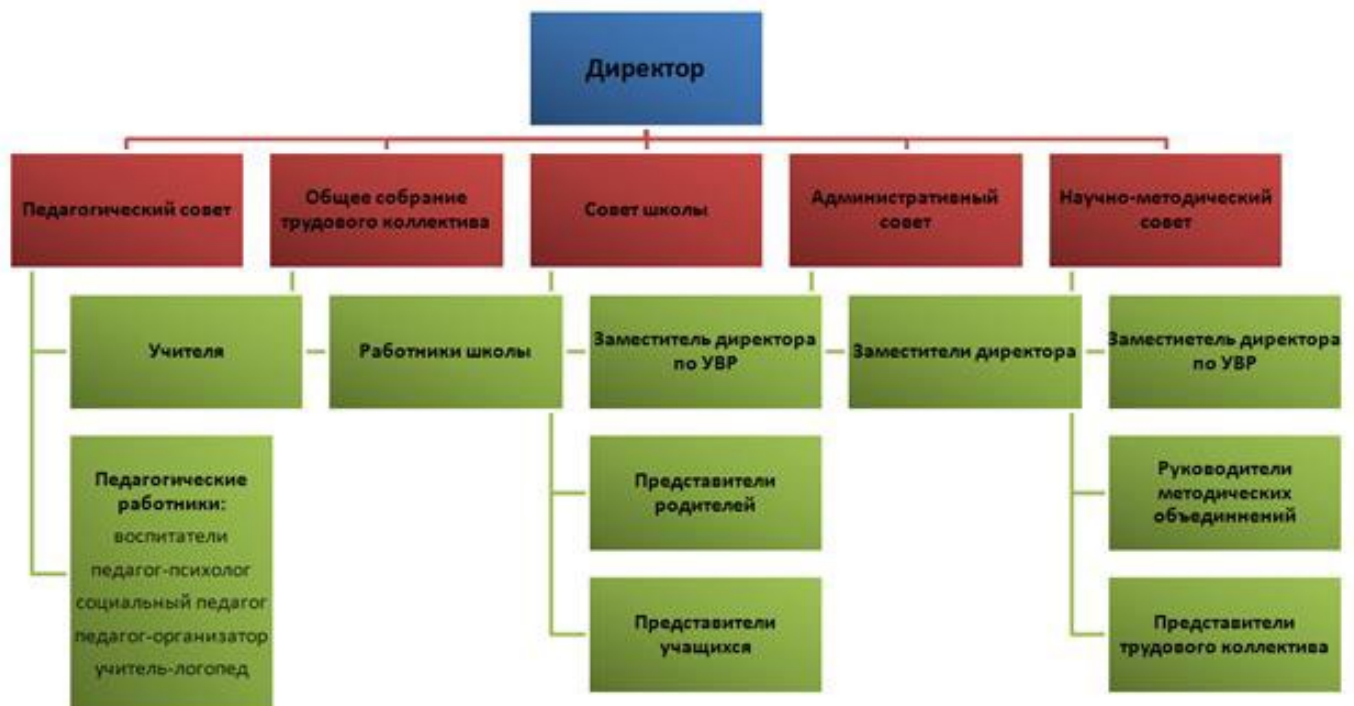 Директор
Педагогический совет
Общее собрание
трудового коллектива
Совет школы
Административный
совет
Научно-методический
совет
Учителя
Работники школы
Заместитель директора
по УВР
Заместители директора
Заместиетель директора
по УВР
Педагогические
работники:
воспитатели
педагог-психолог
социальный педагог
педагог-организатор
учитель-логопед
Представители
родителей
Руководители
методических
объединнений
Представители
учащихся
Представители
трудового коллектива